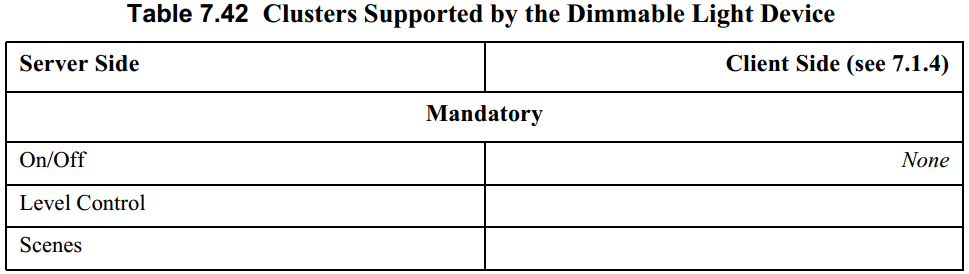 Table 7.42 Clusters Supported by the Dimmable Light Device
Server Side Client Side (see 7.1.4)
Mandatory
On/Off None
Level Control
Scenes